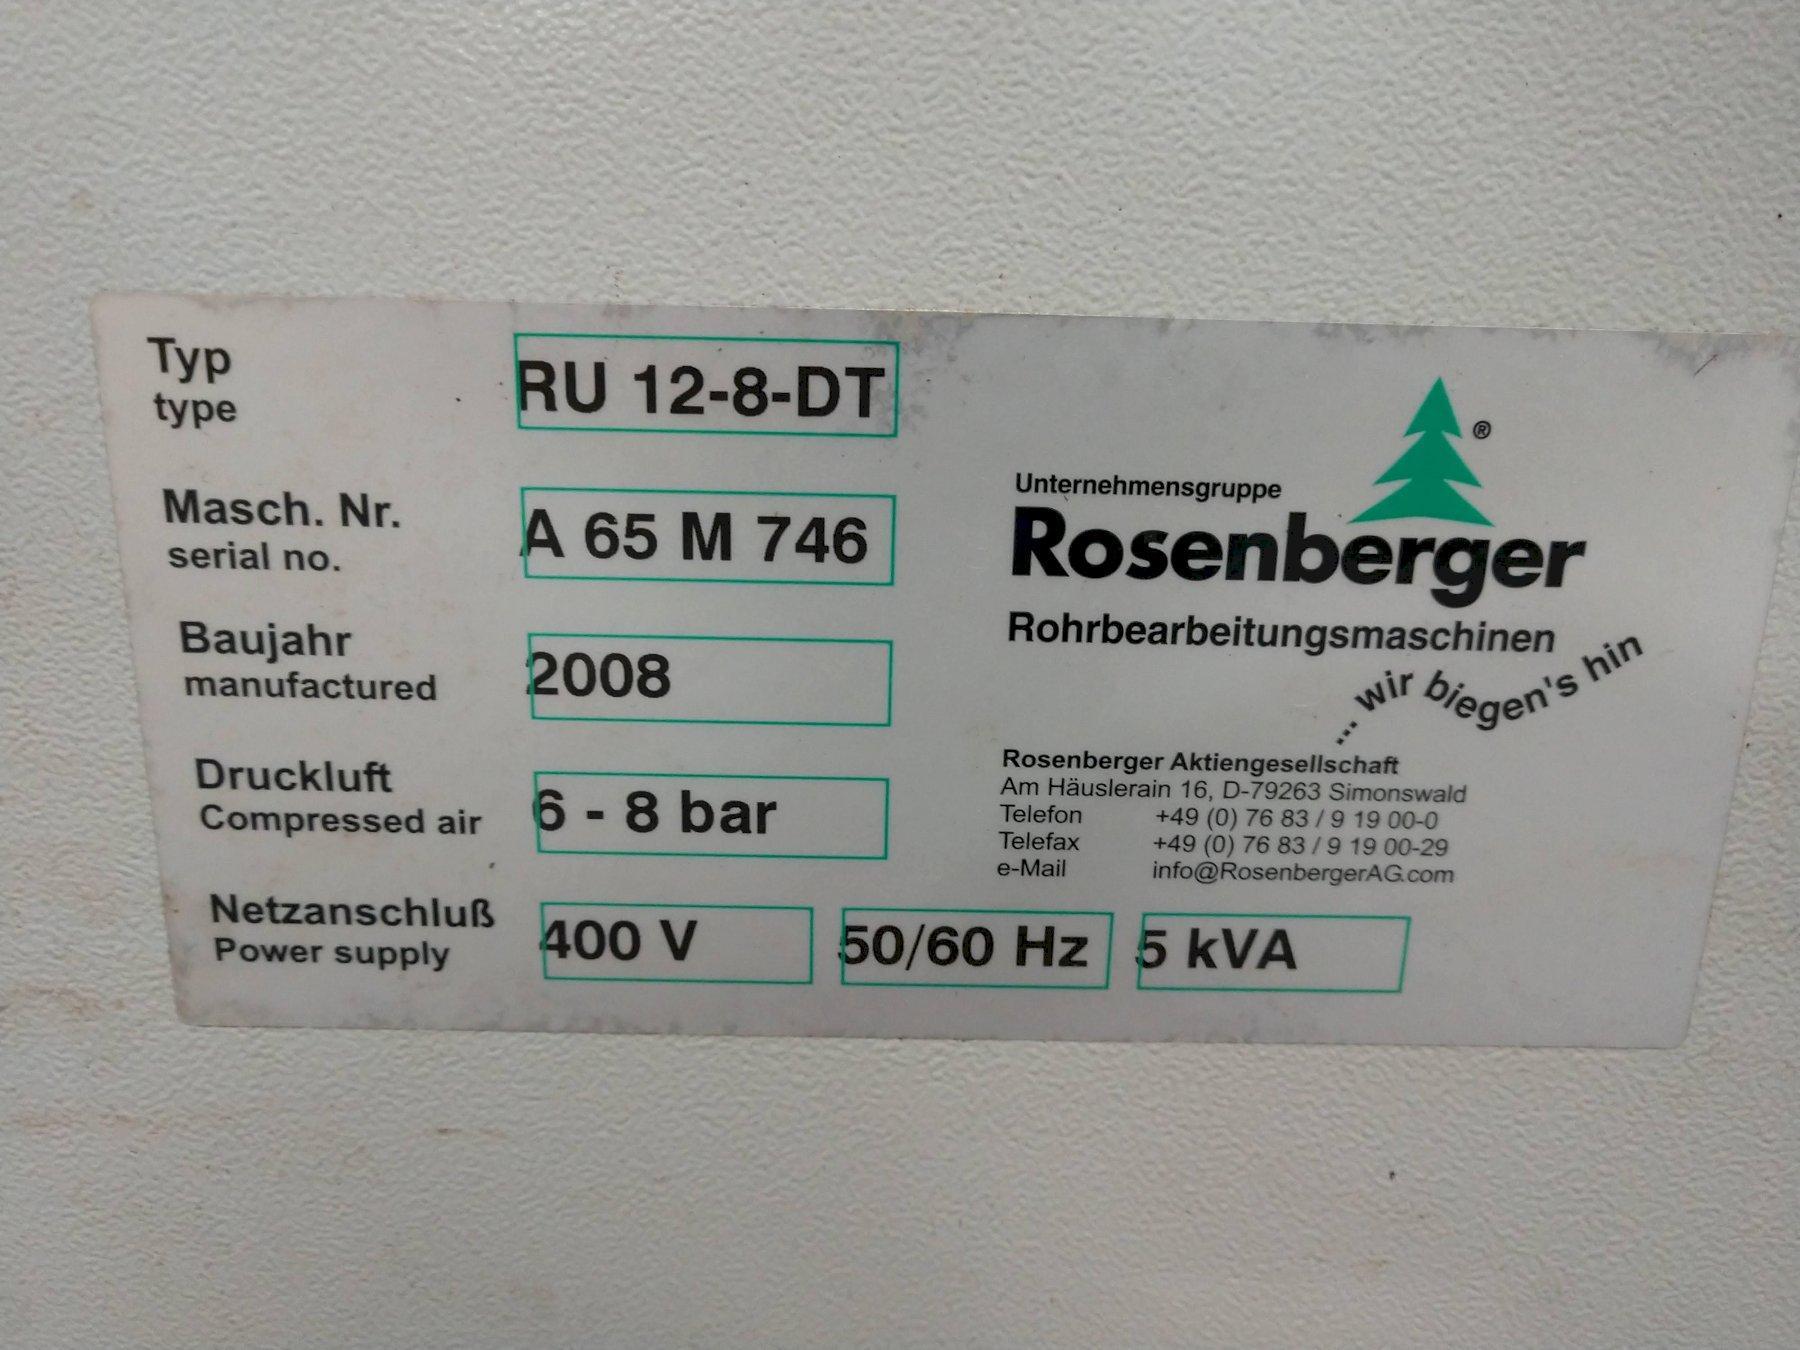 Typ
type
RU 12-8-DT
Masch. Nr.
serial no.
A 65 M 746
Baujahr
manufactured
2008
Druckluft
Compressed air
6 - 8 bar
Netzanschluß
Power supply
400 V 50/60 Hz 5 kVA
®
Unternehmensgruppe
Rosenberger
Rohrbearbeitungsmaschinen
... wir biegen's hin
Rosenberger Aktiengesellschaft
Am Häuslerain 16, D-79263 Simonswald
Telefon +49 (0) 76 83 / 9 19 00-0
Telefax +49 (0) 76 83 / 9 19 00-29
e-Mail info@RosenbergerAG.com